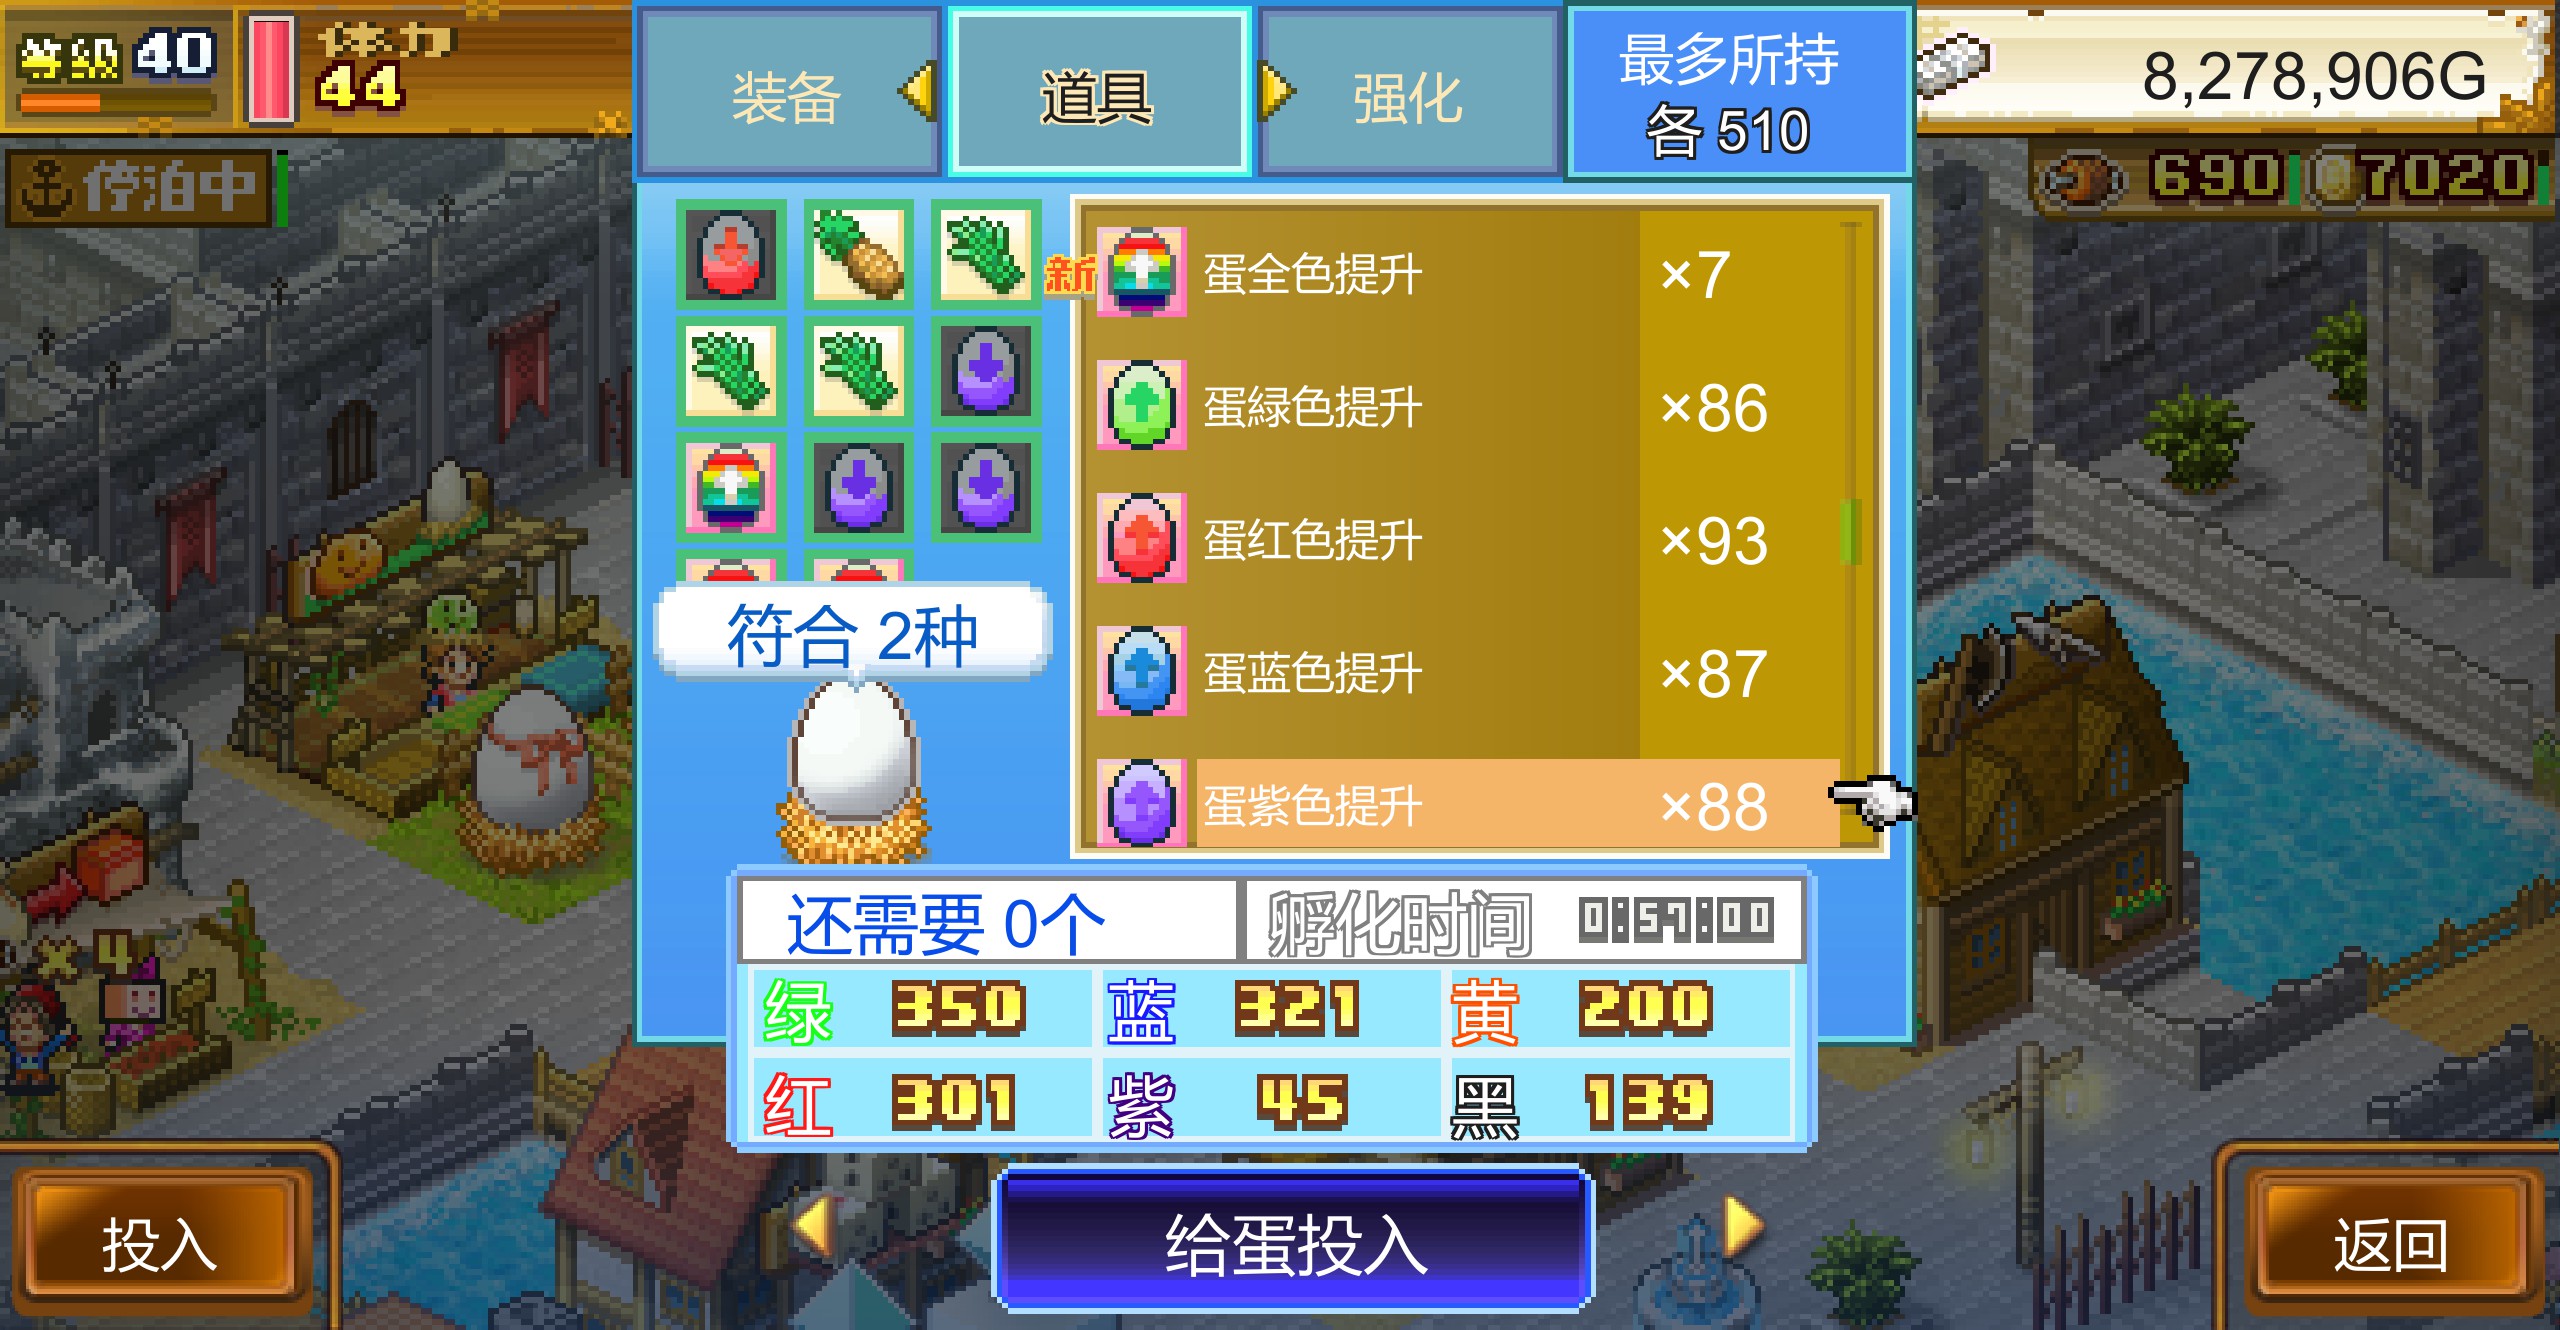 等级 40
体力
44
装备
道具
强化
最多所持
各 510
8,278,906G
停泊中
690
7020
新
蛋全色提升 ×7
蛋緑色提升 ×86
蛋红色提升 ×93
蛋蓝色提升 ×87
蛋紫色提升 ×88
符合 2种
× 4
还需要 0个
孵化时间 0:57:00
绿 350 蓝 321 黄 200
红 301 紫 45 黑 139
投入
给蛋投入
返回